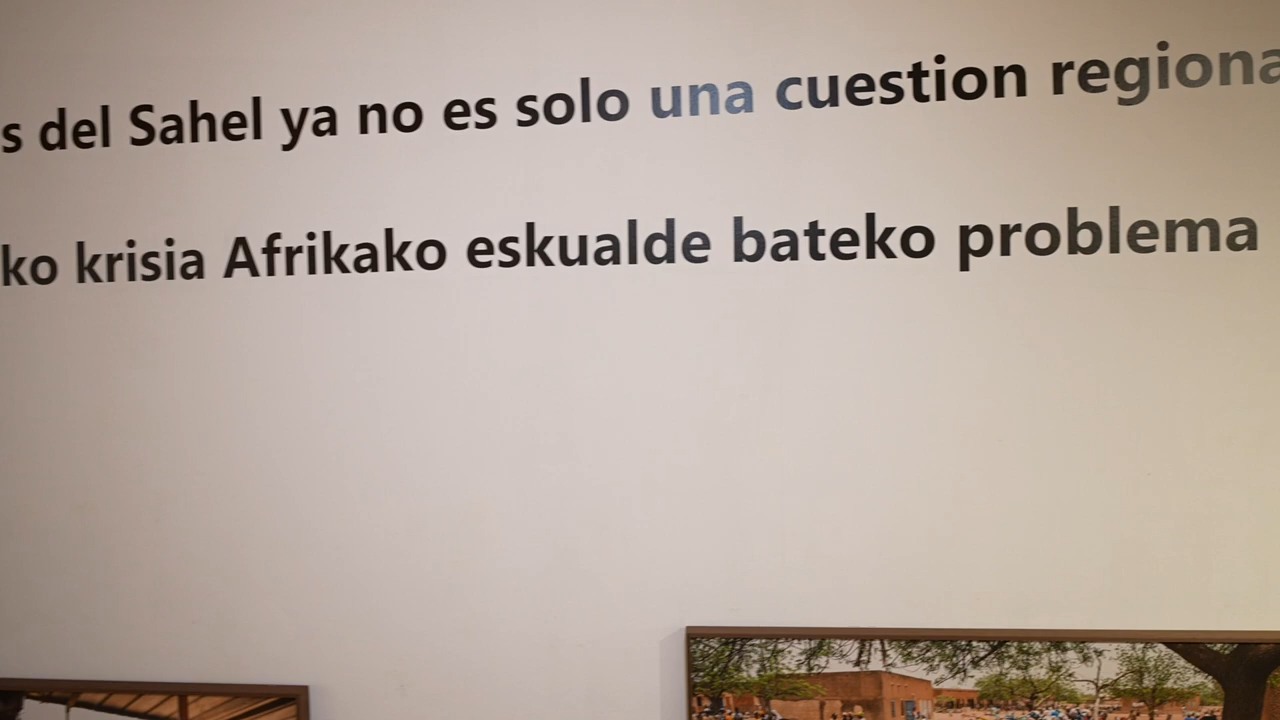 s del Sahel ya no es solo una cuestion regiona
ko krisia Afrikako eskualde bateko problema